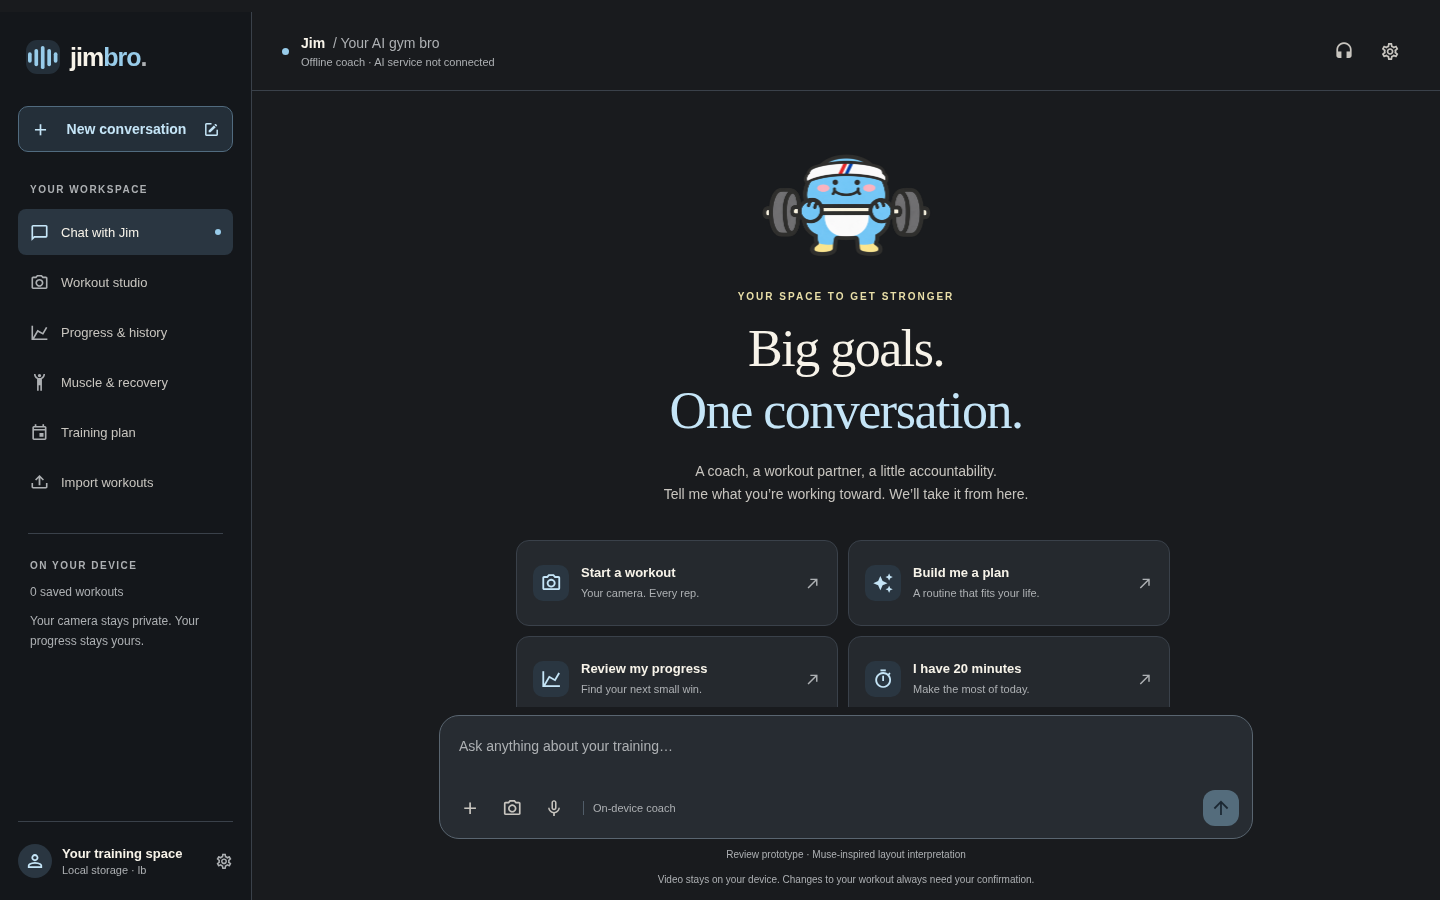 jimbro.
New conversation
YOUR WORKSPACE
Chat with Jim
Workout studio
Progress & history
Muscle & recovery
Training plan
Import workouts
ON YOUR DEVICE
0 saved workouts
Your camera stays private. Your
progress stays yours.
Your training space
Local storage · lb
Jim / Your AI gym bro
Offline coach · AI service not connected
YOUR SPACE TO GET STRONGER
Big goals.
One conversation.
A coach, a workout partner, a little accountability.
Tell me what you’re working toward. We’ll take it from here.
Start a workout
Your camera. Every rep.
Build me a plan
A routine that fits your life.
Review my progress
Find your next small win.
I have 20 minutes
Make the most of today.
Ask anything about your training…
On-device coach
Review prototype · Muse-inspired layout interpretation
Video stays on your device. Changes to your workout always need your confirmation.